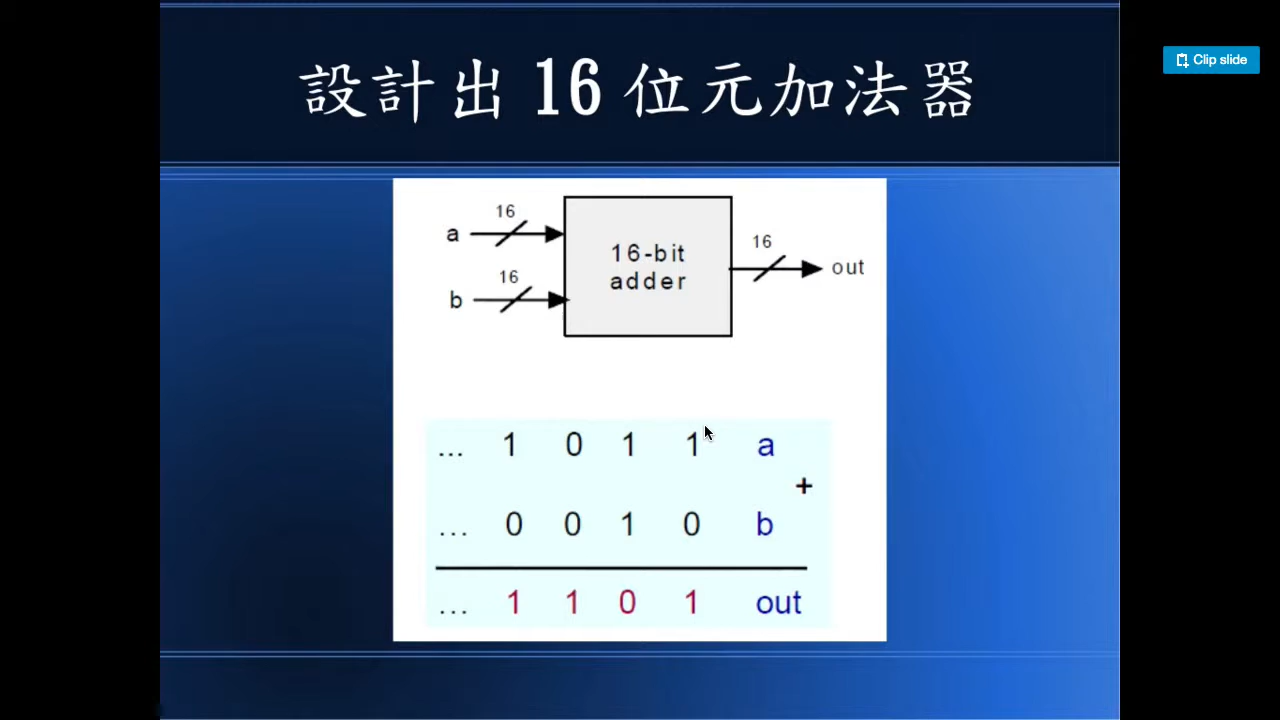 Clip slide
設計出 16 位元加法器
16
a
16-bit
adder
16
out
16
b
... 1 0 1 1 a
+
... 0 0 1 0 b
... 1 1 0 1 out